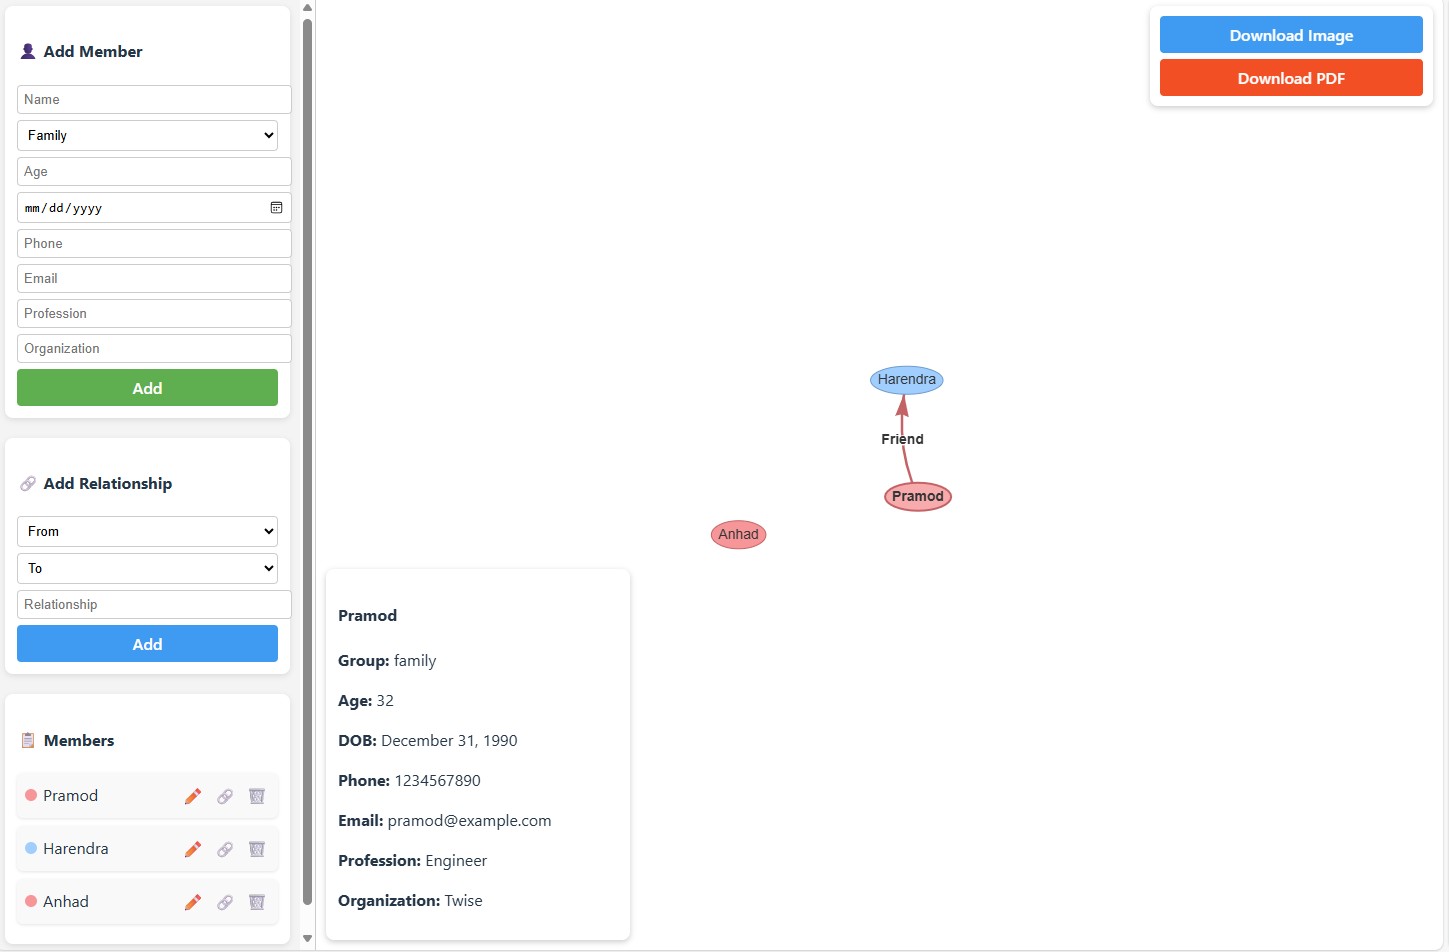 Add Member
Name
Family
Age
mm/dd/yyyy
Phone
Email
Profession
Organization
Add
Add Relationship
From
To
Relationship
Add
Members
Pramod
Harendra
Anhad
Download Image
Download PDF
Harendra
Friend
Pramod
Anhad
Pramod
Group: family
Age: 32
DOB: December 31, 1990
Phone: 1234567890
Email: pramod@example.com
Profession: Engineer
Organization: Twise